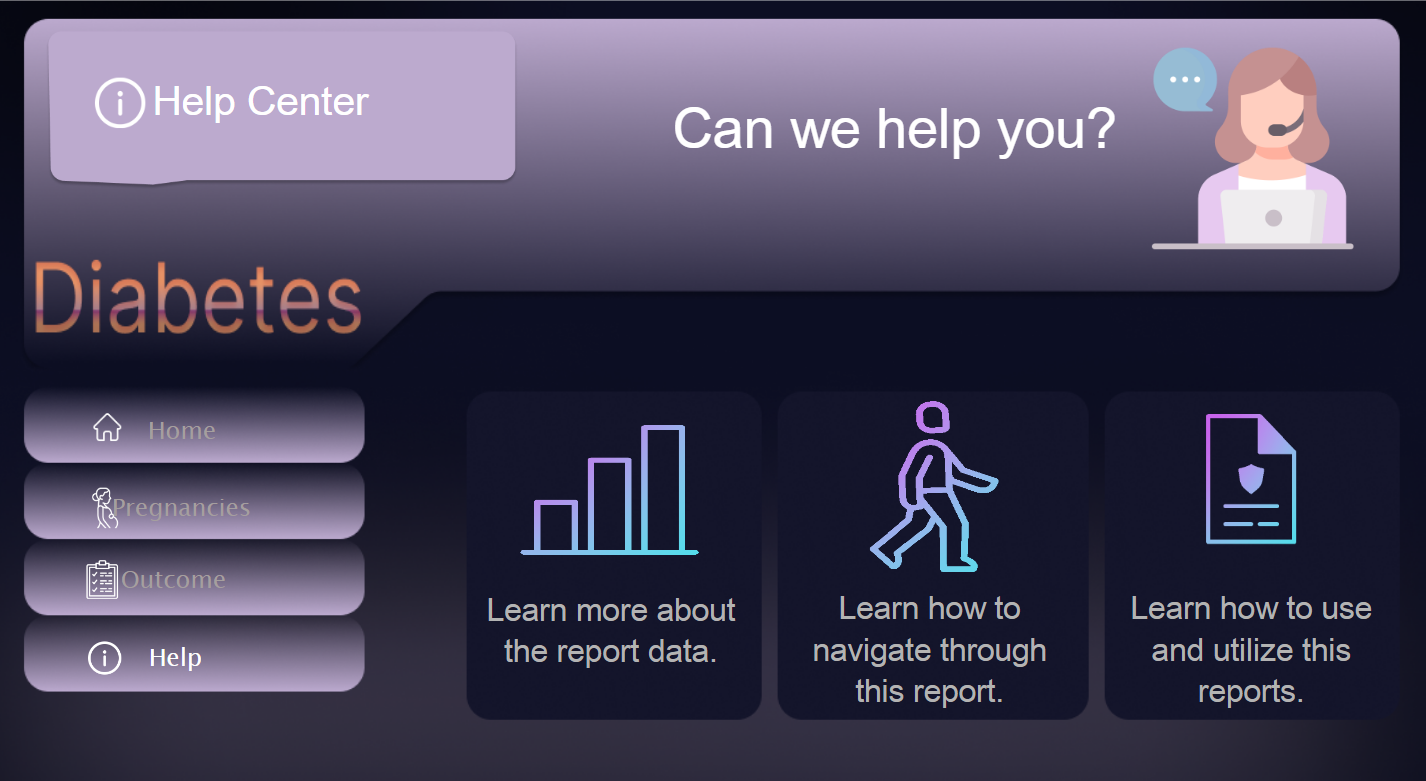 Help Center
Can we help you?
Diabetes
Home
Pregnancies
Outcome
Help
Learn more about
the report data.
Learn how to
navigate through
this report.
Learn how to use
and utilize this
reports.